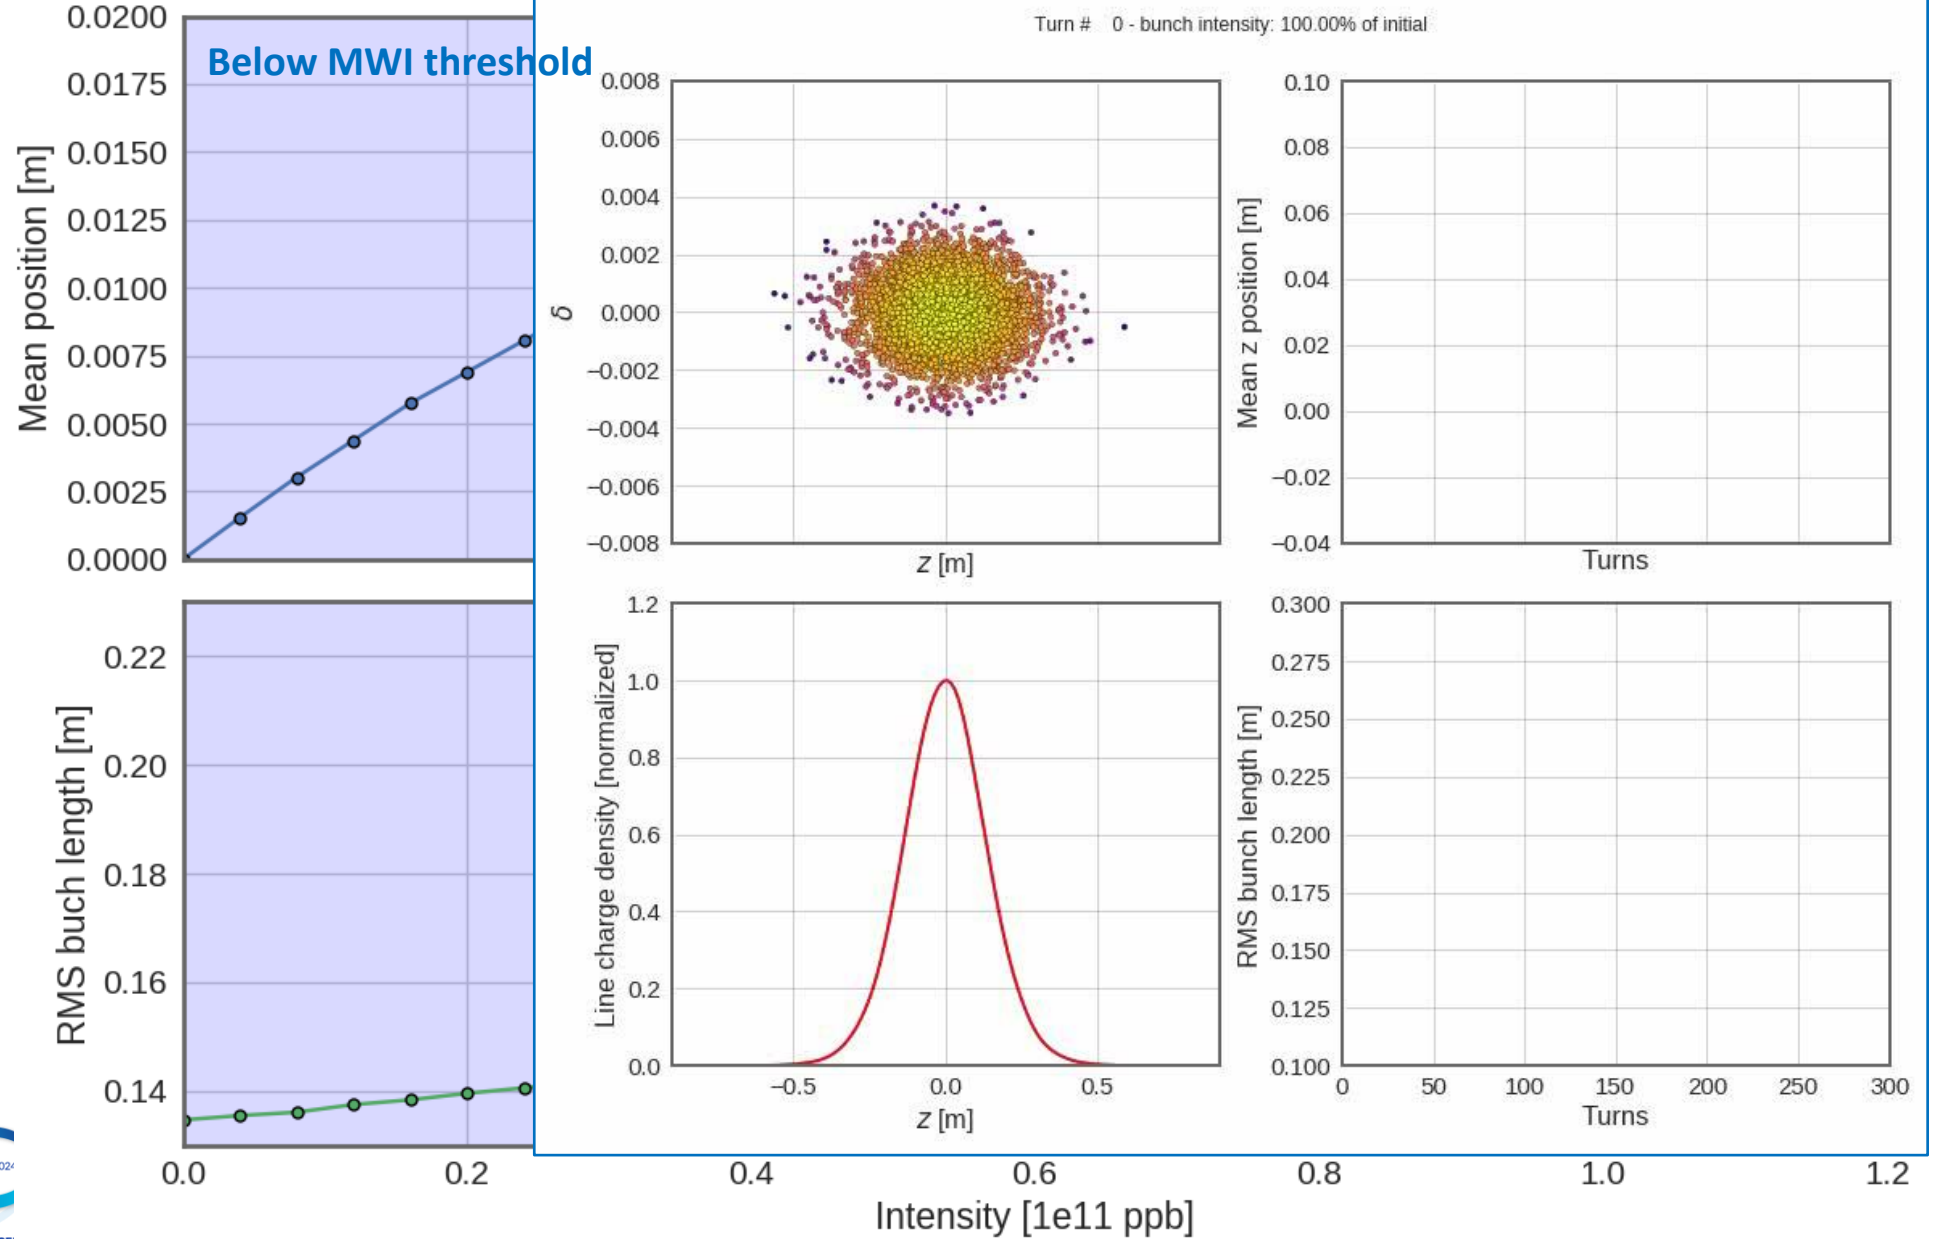 Turn # 0 - bunch intensity: 100.00% of initial
Below MWI threshold
Mean position [m]
0.0200
0.0175
0.0150
0.0125
0.0100
0.0075
0.0050
0.0025
0.0000
δ
0.008
0.006
0.004
0.002
0.000
−0.002
−0.004
−0.006
−0.008
z [m]
Mean z position [m]
0.10
0.08
0.06
0.04
0.02
0.00
−0.02
−0.04
Turns
RMS buch length [m]
0.22
0.20
0.18
0.16
0.14
Line charge density [normalized]
1.2
1.0
0.8
0.6
0.4
0.2
0.0
−0.5 0.0 0.5
z [m]
RMS bunch length [m]
0.300
0.275
0.250
0.225
0.200
0.175
0.150
0.125
0.100
0 50 100 150 200 250 300
Turns
0.0 0.2 0.4 0.6 0.8 1.0 1.2
Intensity [1e11 ppb]